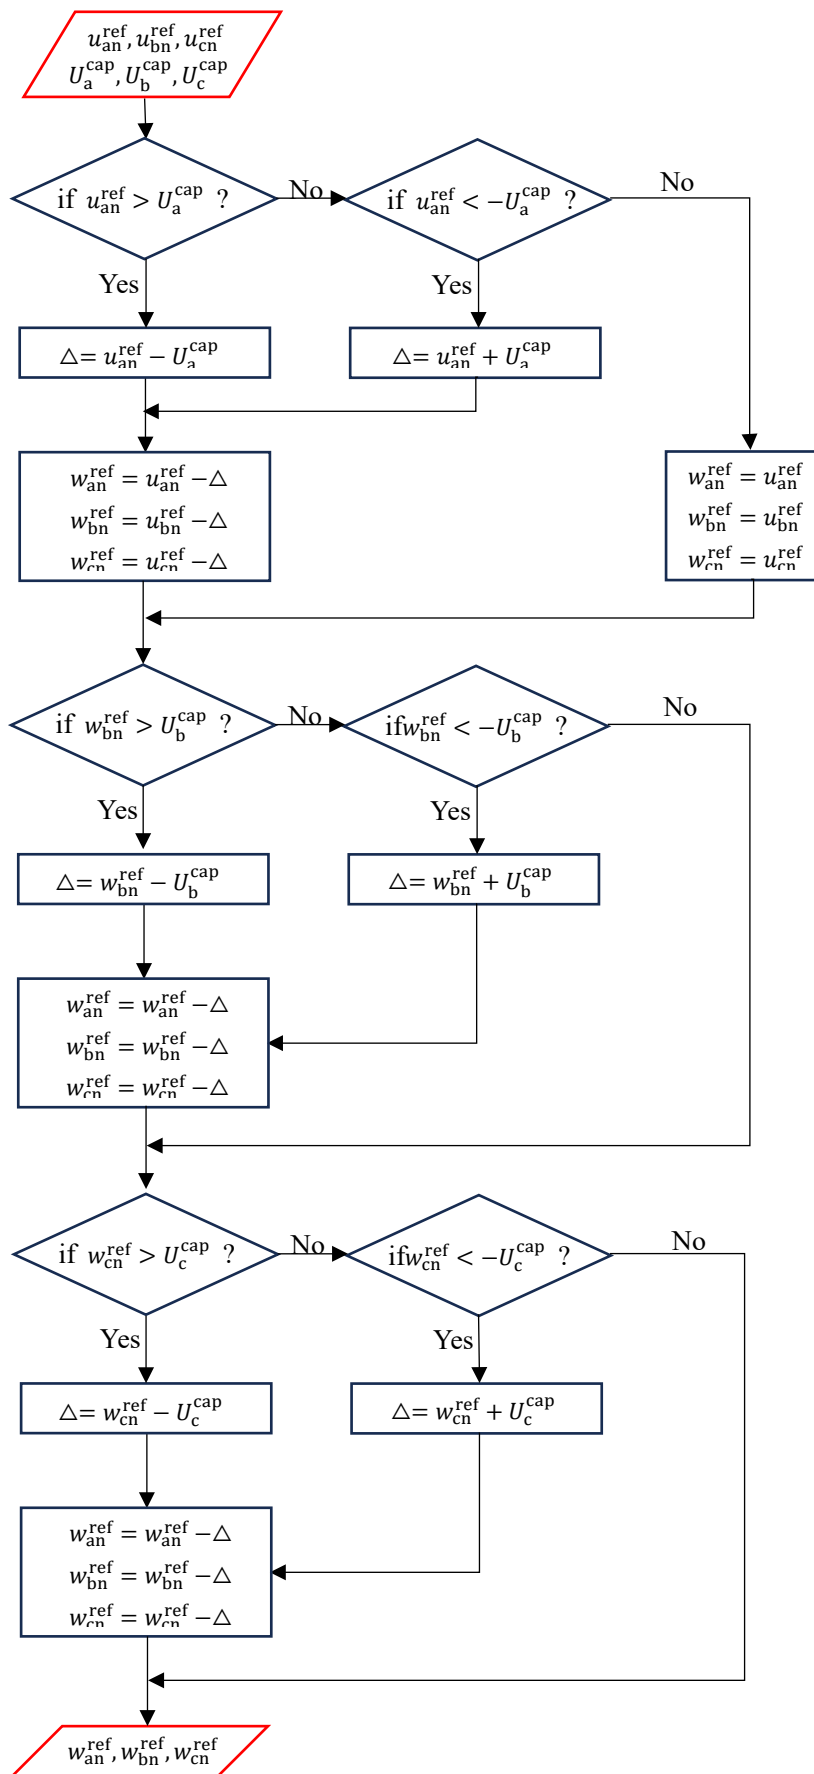 u_an^ref, u_bn^ref, u_cn^ref
U_a^cap, U_b^cap, U_c^cap
if u_an^ref > U_a^cap ?
No
if u_an^ref < −U_a^cap ?
No
Yes
Yes
△= u_an^ref − U_a^cap
△= u_an^ref + U_a^cap
w_an^ref = u_an^ref −△
w_bn^ref = u_bn^ref −△
w_cn^ref = u_cn^ref −△
w_an^ref = u_an^ref
w_bn^ref = u_bn^ref
w_cn^ref = u_cn^ref
if w_bn^ref > U_b^cap ?
No
ifw_bn^ref < −U_b^cap ?
No
Yes
Yes
△= w_bn^ref − U_b^cap
△= w_bn^ref + U_b^cap
w_an^ref = w_an^ref −△
w_bn^ref = w_bn^ref −△
w_cn^ref = w_cn^ref −△
if w_cn^ref > U_c^cap ?
No
ifw_cn^ref < −U_c^cap ?
No
Yes
Yes
△= w_cn^ref − U_c^cap
△= w_cn^ref + U_c^cap
w_an^ref = w_an^ref −△
w_bn^ref = w_bn^ref −△
w_cn^ref = w_cn^ref −△
w_an^ref, w_bn^ref, w_cn^ref